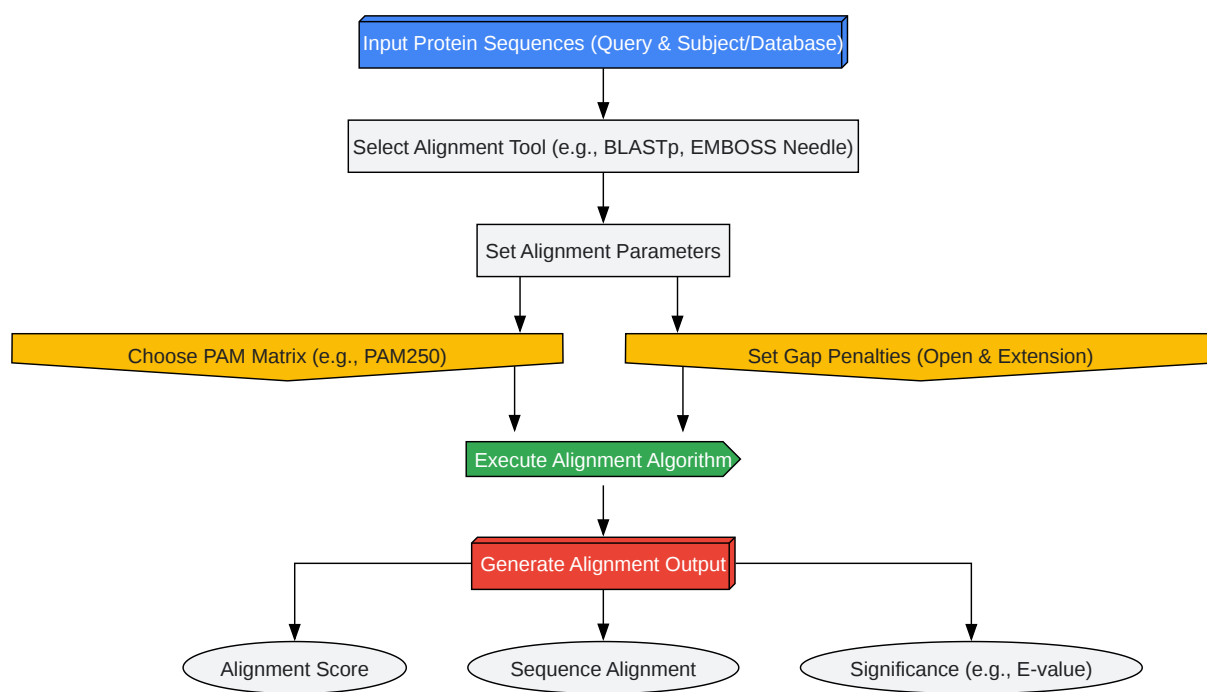 Input Protein Sequences (Query & Subject/Database)
Select Alignment Tool (e.g., BLASTp, EMBOSS Needle)
Set Alignment Parameters
Choose PAM Matrix (e.g., PAM250)
Set Gap Penalties (Open & Extension)
Execute Alignment Algorithm
Generate Alignment Output
Alignment Score
Sequence Alignment
Significance (e.g., E-value)